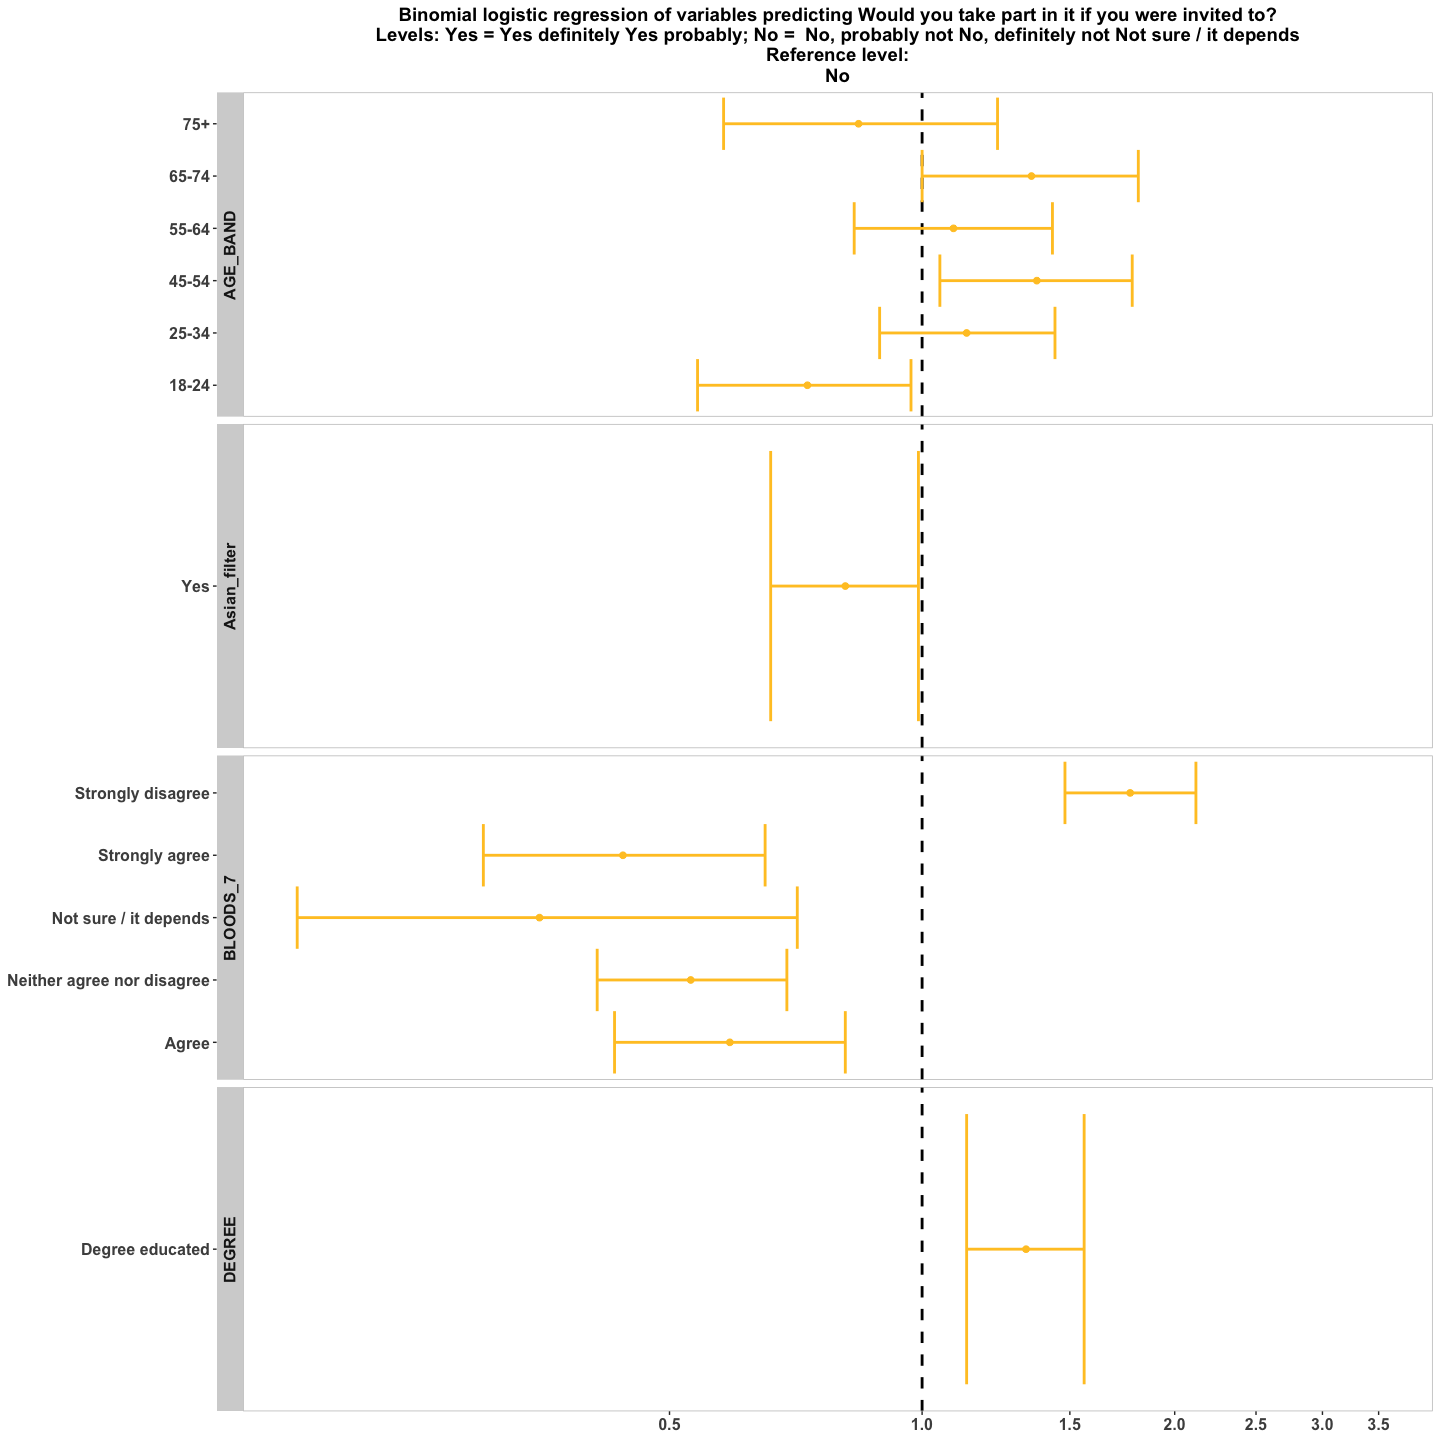 Binomial logistic regression of variables predicting Would you take part in it if you were invited to?
Levels: Yes = Yes definitely Yes probably; No =  No, probably not No, definitely not Not sure / it depends
Reference level:
No
AGE_BAND
75+
65-74
55-64
45-54
25-34
18-24
Asian_filter
Yes
BLOODS_7
Strongly disagree
Strongly agree
Not sure / it depends
Neither agree nor disagree
Agree
DEGREE
Degree educated
0.5 1.0 1.5 2.0 2.5 3.0 3.5